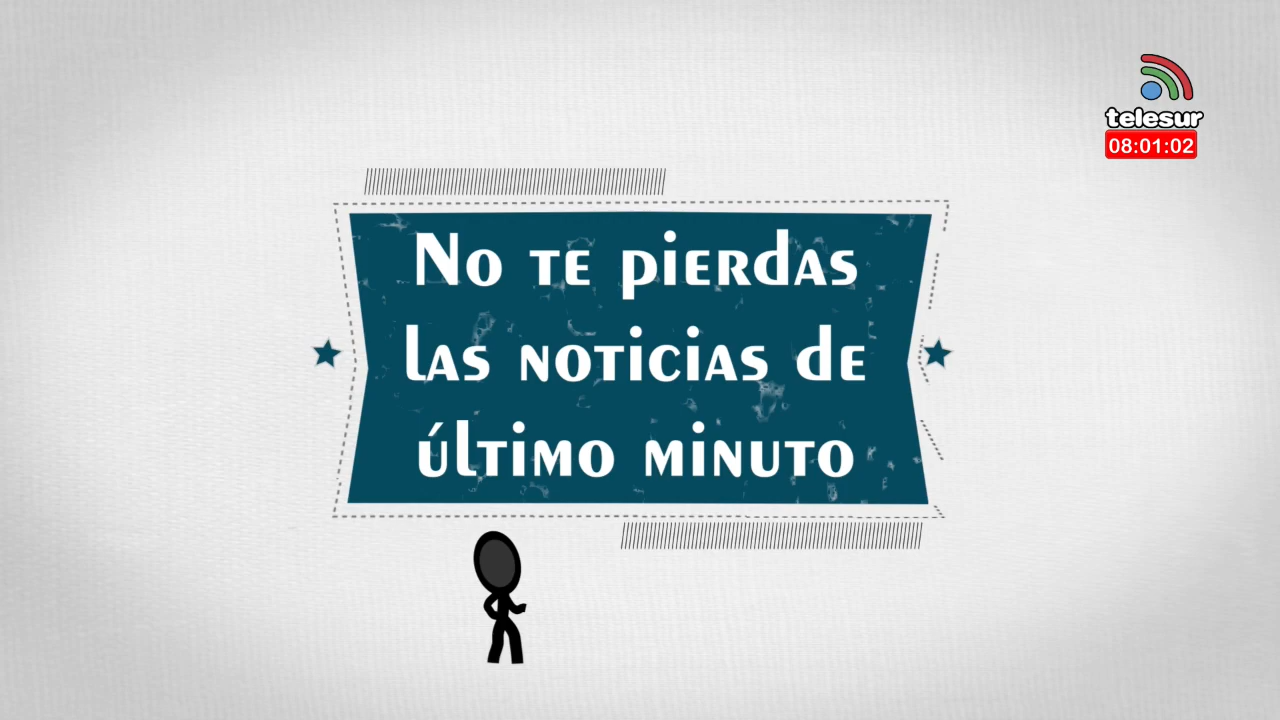 telesur
08:01:02
No te pierdas
las noticias de
último minuto